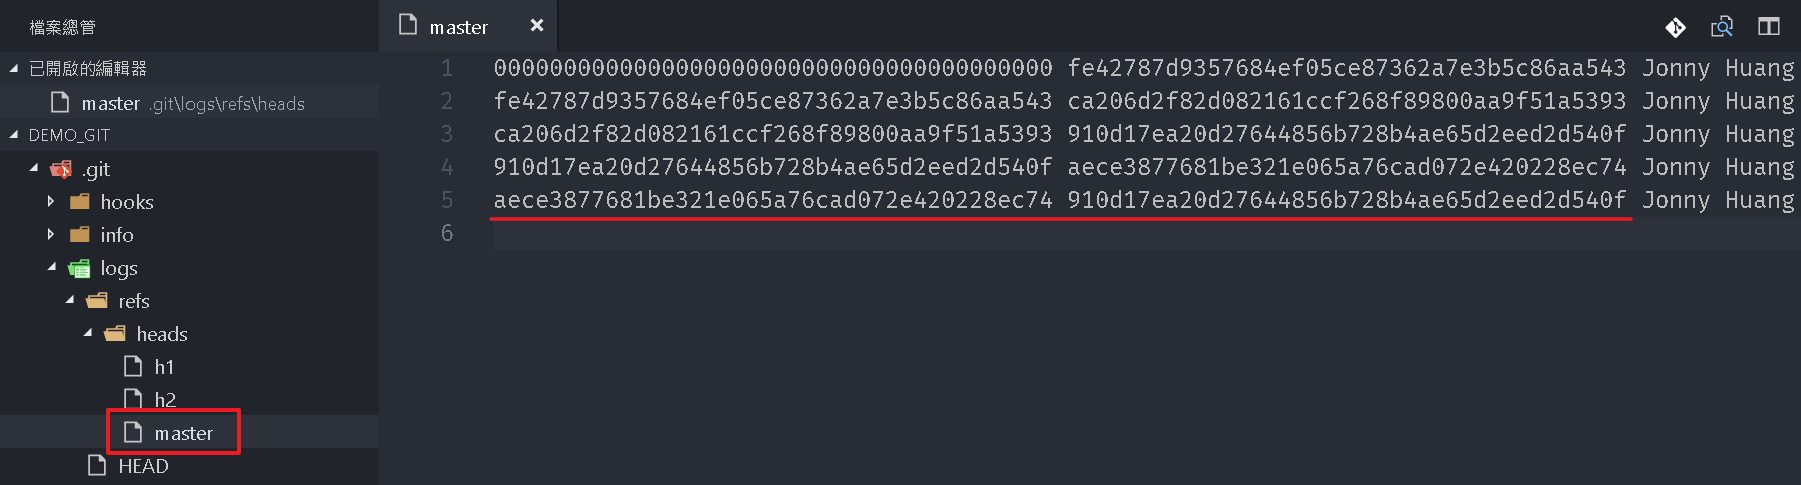 檔案總管
已開啟的編輯器
master .git\logs\refs\heads
DEMO_GIT
.git
hooks
info
logs
refs
heads
h1
h2
master
HEAD
master
1 0000000000000000000000000000000000000000 fe42787d9357684ef05ce87362a7e3b5c86aa543 Jonny Huang
2 fe42787d9357684ef05ce87362a7e3b5c86aa543 ca206d2f82d082161ccf268f89800aa9f51a5393 Jonny Huang
3 ca206d2f82d082161ccf268f89800aa9f51a5393 910d17ea20d27644856b728b4ae65d2eed2d540f Jonny Huang
4 910d17ea20d27644856b728b4ae65d2eed2d540f aece3877681be321e065a76cad072e420228ec74 Jonny Huang
5 aece3877681be321e065a76cad072e420228ec74 910d17ea20d27644856b728b4ae65d2eed2d540f Jonny Huang
6